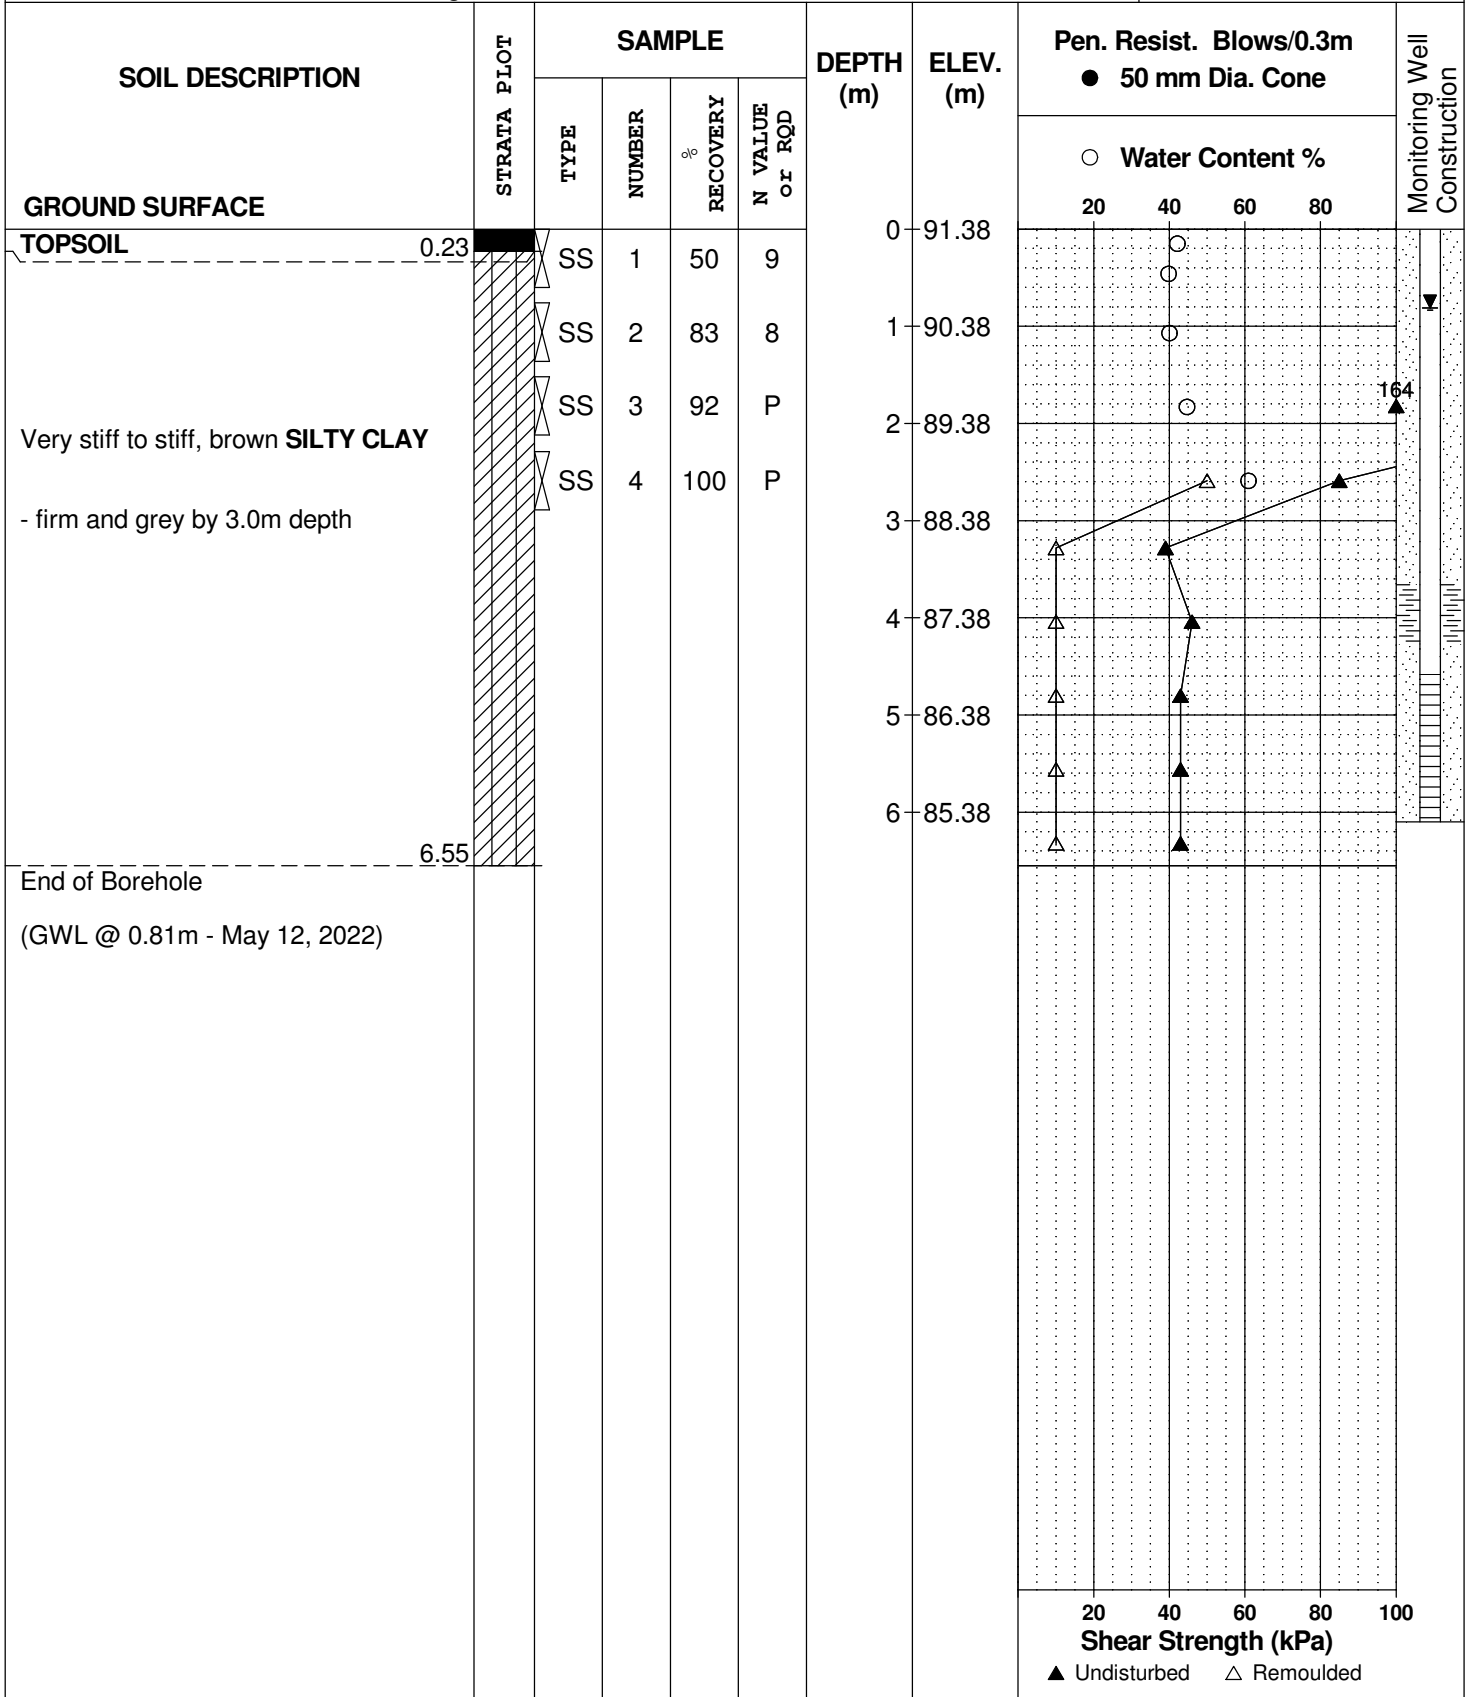 SOIL DESCRIPTION
GROUND SURFACE
STRATA PLOT
SAMPLE
TYPE
NUMBER
% RECOVERY
N VALUE or RQD
DEPTH (m)
ELEV. (m)
Pen. Resist. Blows/0.3m
● 50 mm Dia. Cone
○ Water Content %
20 40 60 80
Monitoring Well Construction
TOPSOIL 0.23
SS 1 50 9
0 91.38
SS 2 83 8
1 90.38
SS 3 92 P
164
2 89.38
Very stiff to stiff, brown SILTY CLAY
SS 4 100 P
- firm and grey by 3.0m depth
3 88.38
4 87.38
5 86.38
6 85.38
6.55
End of Borehole
(GWL @ 0.81m - May 12, 2022)
20 40 60 80 100
Shear Strength (kPa)
▲ Undisturbed △ Remoulded